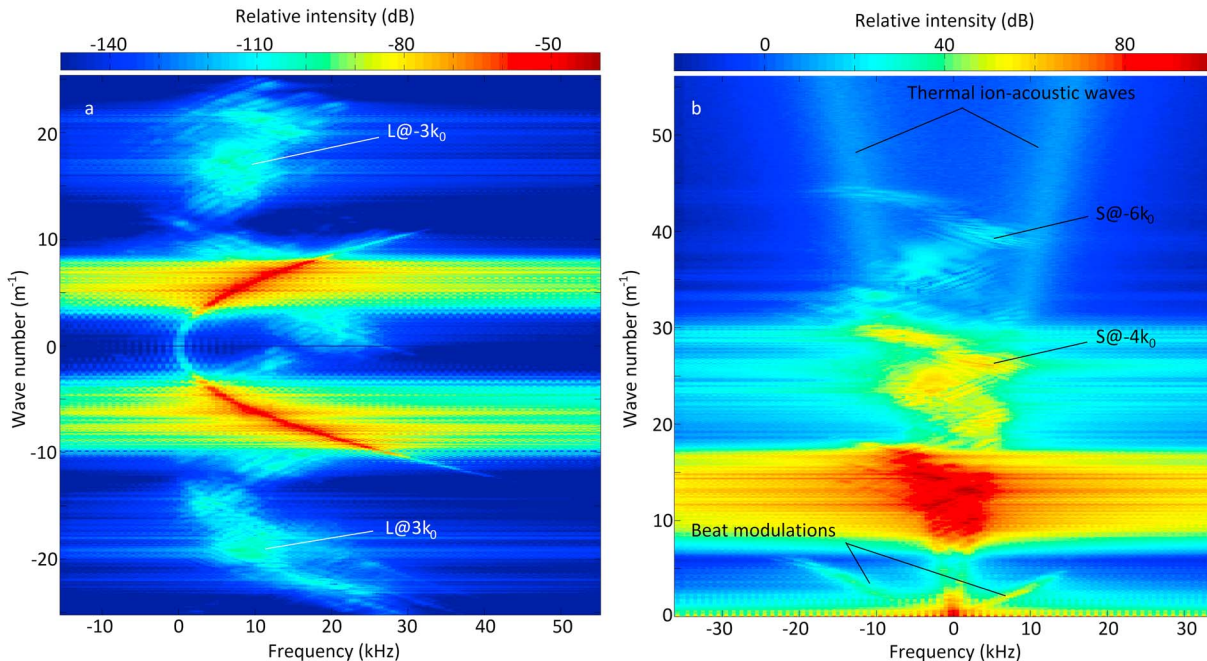 Relative intensity (dB)
-140 -110 -80 -50
a
L@-3k₀
L@3k₀
20
10
0
-10
-20
Wave number (m⁻¹)
-10 0 10 20 30 40 50
Frequency (kHz)
Relative intensity (dB)
0 40 80
b
Thermal ion-acoustic waves
S@-6k₀
S@-4k₀
Beat modulations
50
40
30
20
10
0
Wave number (m⁻¹)
-30 -20 -10 0 10 20 30
Frequency (kHz)